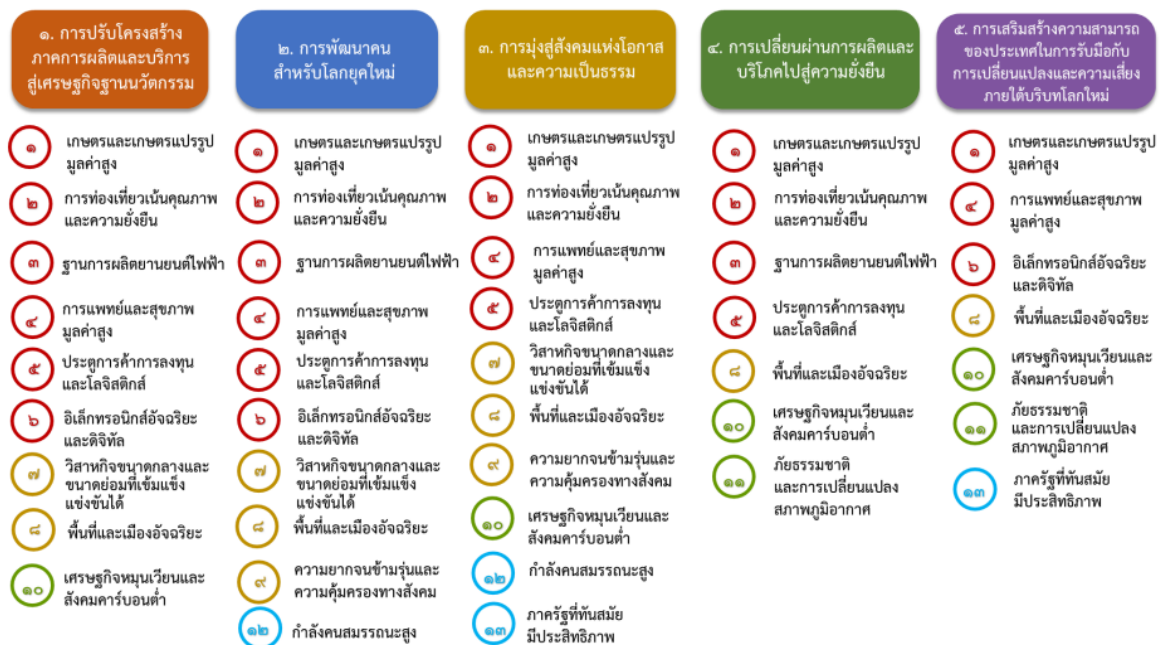 ๑. การปรับโครงสร้าง
ภาคการผลิตและบริการ
สู่เศรษฐกิจฐานนวัตกรรม
๑
เกษตรและเกษตรแปรรูป
มูลค่าสูง
๒
การท่องเที่ยวเน้นคุณภาพ
และความยั่งยืน
๓
ฐานการผลิตยานยนต์ไฟฟ้า
๔
การแพทย์และสุขภาพ
มูลค่าสูง
๕
ประตูการค้าการลงทุน
และโลจิสติกส์
๖
อิเล็กทรอนิกส์อัจฉริยะ
และดิจิทัล
๗
วิสาหกิจขนาดกลางและ
ขนาดย่อมที่เข้มแข็ง
แข่งขันได้
๘
พื้นที่และเมืองอัจฉริยะ
๑๐
เศรษฐกิจหมุนเวียนและ
สังคมคาร์บอนต่ำ
๒. การพัฒนาคน
สำหรับโลกยุคใหม่
๑
เกษตรและเกษตรแปรรูป
มูลค่าสูง
๒
การท่องเที่ยวเน้นคุณภาพ
และความยั่งยืน
๓
ฐานการผลิตยานยนต์ไฟฟ้า
๔
การแพทย์และสุขภาพ
มูลค่าสูง
๕
ประตูการค้าการลงทุน
และโลจิสติกส์
๖
อิเล็กทรอนิกส์อัจฉริยะ
และดิจิทัล
๗
วิสาหกิจขนาดกลางและ
ขนาดย่อมที่เข้มแข็ง
แข่งขันได้
๘
พื้นที่และเมืองอัจฉริยะ
๙
ความยากจนข้ามรุ่นและ
ความคุ้มครองทางสังคม
๑๒
กำลังคนสมรรถนะสูง
๓. การมุ่งสู่สังคมแห่งโอกาส
และความเป็นธรรม
๑
เกษตรและเกษตรแปรรูป
มูลค่าสูง
๒
การท่องเที่ยวเน้นคุณภาพ
และความยั่งยืน
๔
การแพทย์และสุขภาพ
มูลค่าสูง
๕
ประตูการค้าการลงทุน
และโลจิสติกส์
๗
วิสาหกิจขนาดกลางและ
ขนาดย่อมที่เข้มแข็ง
แข่งขันได้
๘
พื้นที่และเมืองอัจฉริยะ
๙
ความยากจนข้ามรุ่นและ
ความคุ้มครองทางสังคม
๑๐
เศรษฐกิจหมุนเวียนและ
สังคมคาร์บอนต่ำ
๑๒
กำลังคนสมรรถนะสูง
๑๓
ภาครัฐที่ทันสมัย
มีประสิทธิภาพ
๔. การเปลี่ยนผ่านการผลิตและ
บริโภคไปสู่ความยั่งยืน
๑
เกษตรและเกษตรแปรรูป
มูลค่าสูง
๒
การท่องเที่ยวเน้นคุณภาพ
และความยั่งยืน
๓
ฐานการผลิตยานยนต์ไฟฟ้า
๕
ประตูการค้าการลงทุน
และโลจิสติกส์
๘
พื้นที่และเมืองอัจฉริยะ
๑๐
เศรษฐกิจหมุนเวียนและ
สังคมคาร์บอนต่ำ
๑๑
ภัยธรรมชาติ
และการเปลี่ยนแปลง
สภาพภูมิอากาศ
๕. การเสริมสร้างความสามารถ
ของประเทศในการรับมือกับ
การเปลี่ยนแปลงและความเสี่ยง
ภายใต้บริบทโลกใหม่
๑
เกษตรและเกษตรแปรรูป
มูลค่าสูง
๔
การแพทย์และสุขภาพ
มูลค่าสูง
๖
อิเล็กทรอนิกส์อัจฉริยะ
และดิจิทัล
๘
พื้นที่และเมืองอัจฉริยะ
๑๐
เศรษฐกิจหมุนเวียนและ
สังคมคาร์บอนต่ำ
๑๑
ภัยธรรมชาติ
และการเปลี่ยนแปลง
สภาพภูมิอากาศ
๑๓
ภาครัฐที่ทันสมัย
มีประสิทธิภาพ